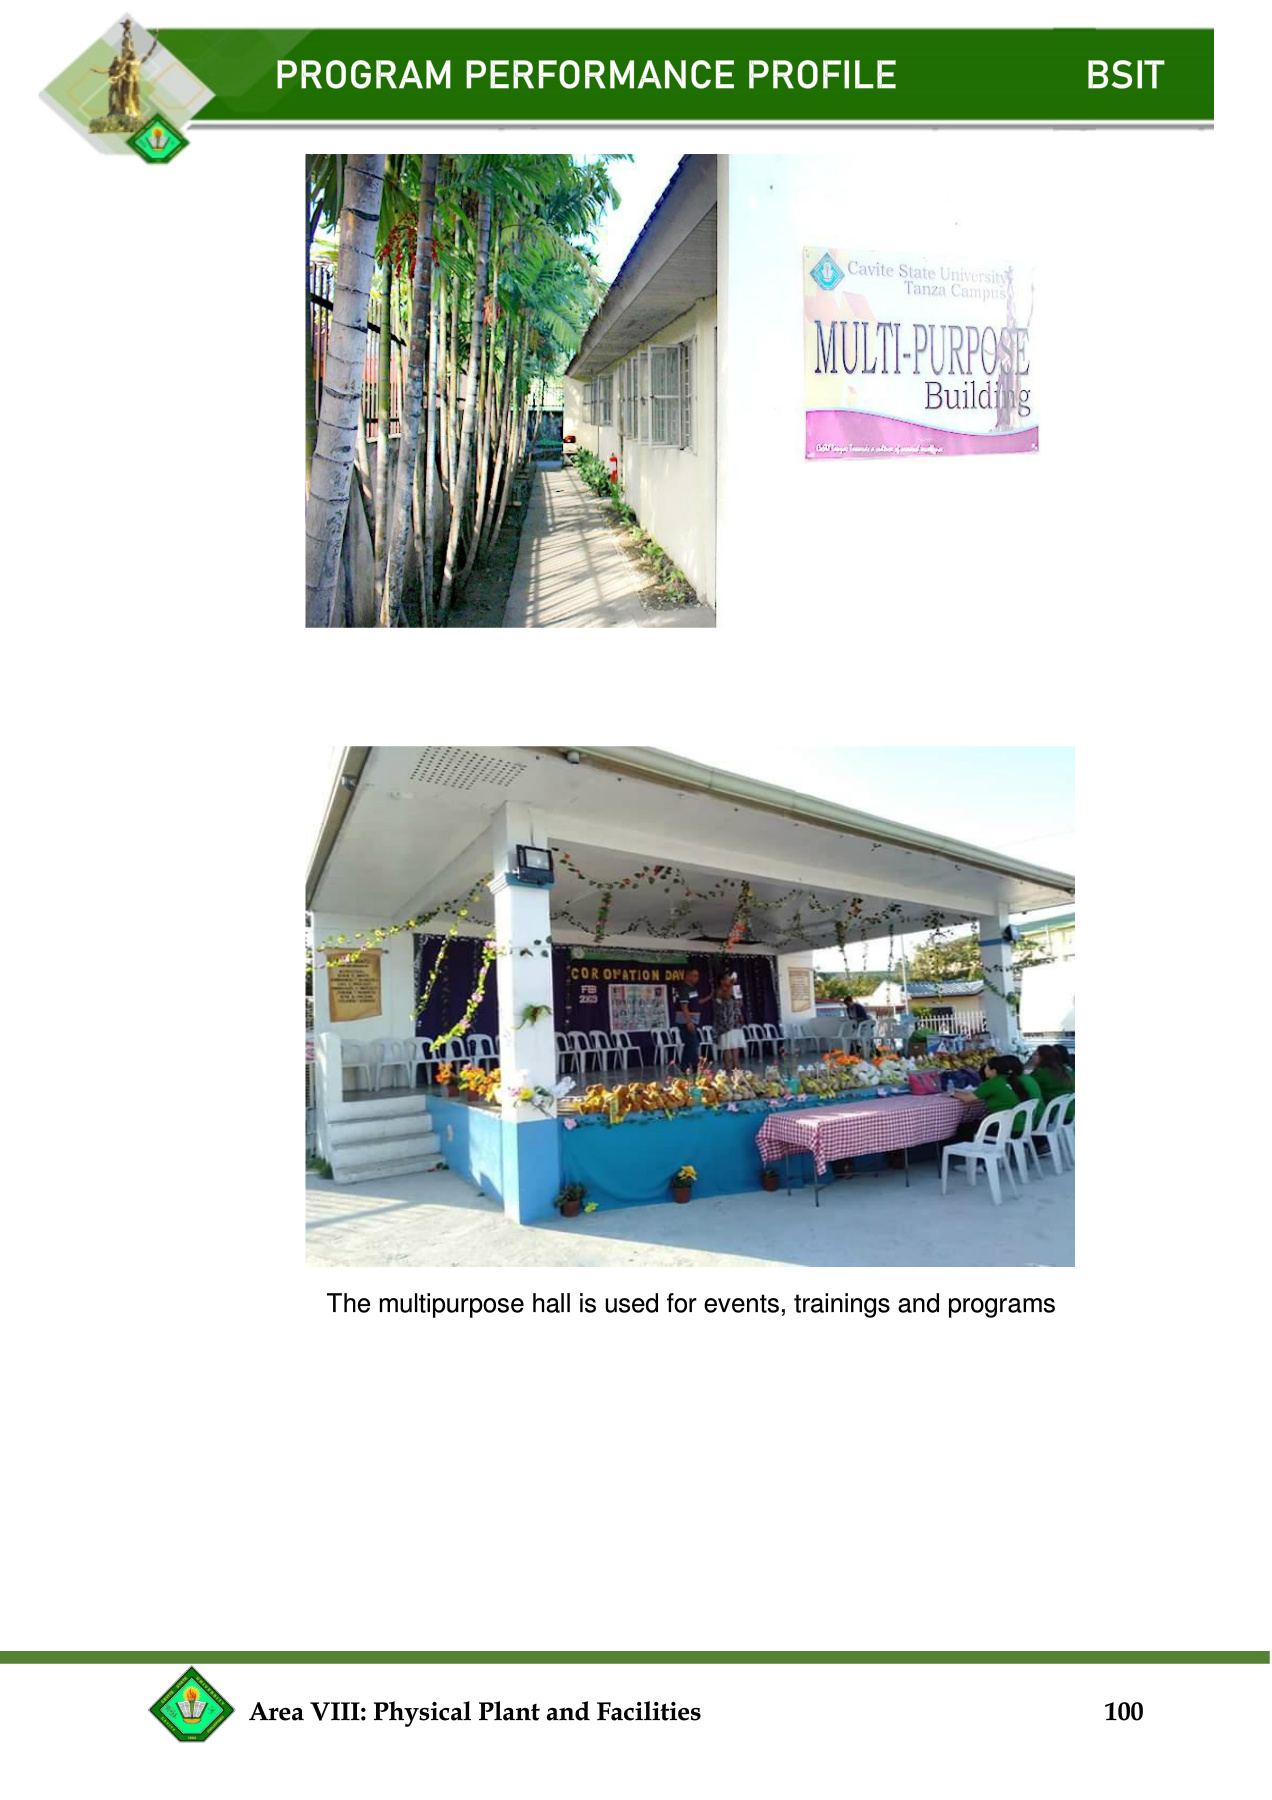 PROGRAM PERFORMANCE PROFILE BSIT
Cavite State University
Tanza Campus
MULTI-PURPOSE
Building
CORONATION DAY
FEB
The multipurpose hall is used for events, trainings and programs
Area VIII: Physical Plant and Facilities 100